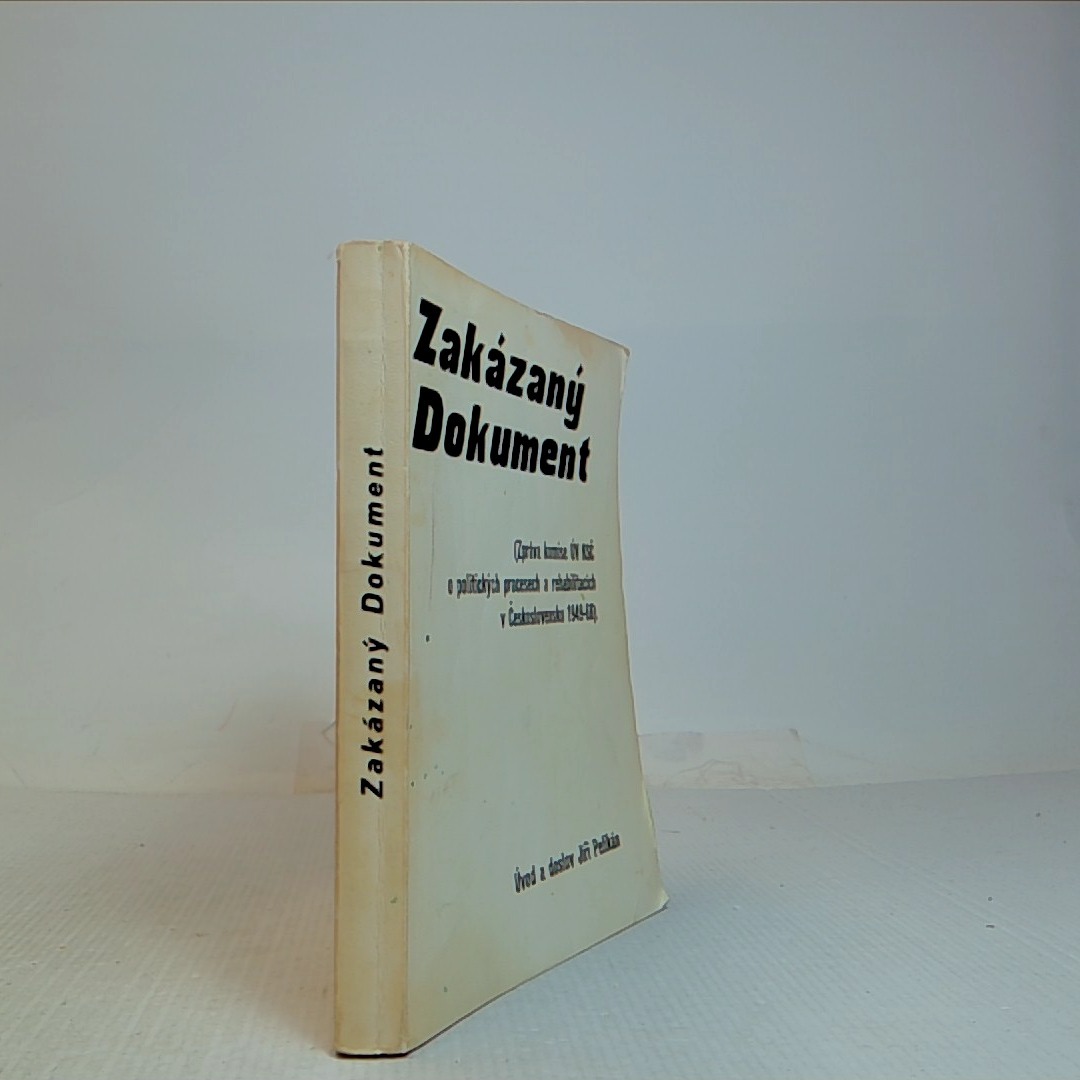 Zakázaný Dokument
Zakázaný
Dokument
(Zpráva komise ÚV KSČ
o politických procesech a rehabilitacích
v Československu 1949-68).
Úvod a doslov Jiří Pelikán